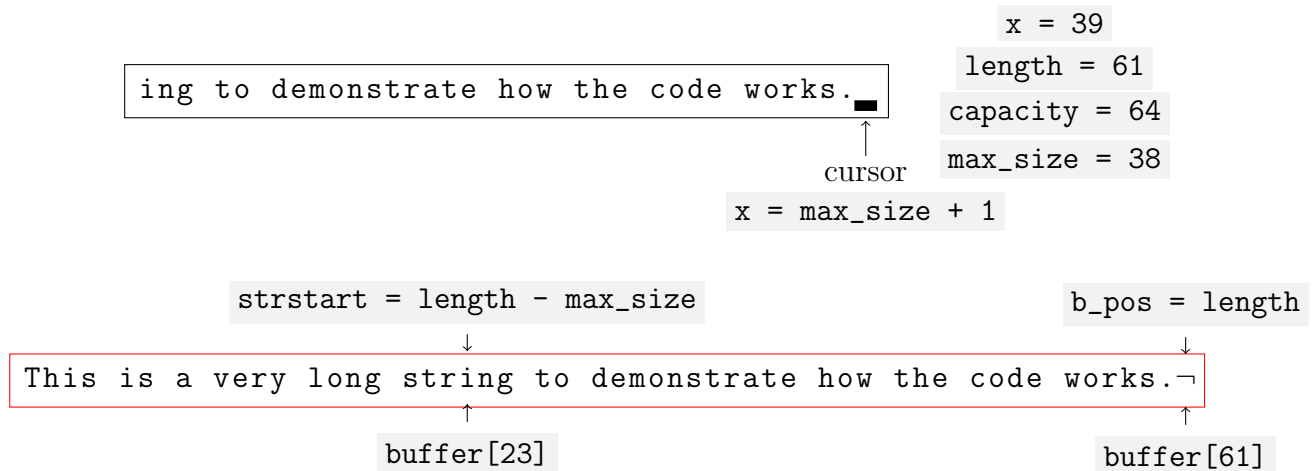 x = 39
length = 61
ing to demonstrate how the code works.
capacity = 64
max_size = 38
cursor
x = max_size + 1
strstart = length - max_size
b_pos = length
This is a very long string to demonstrate how the code works.¬
buffer[23]
buffer[61]